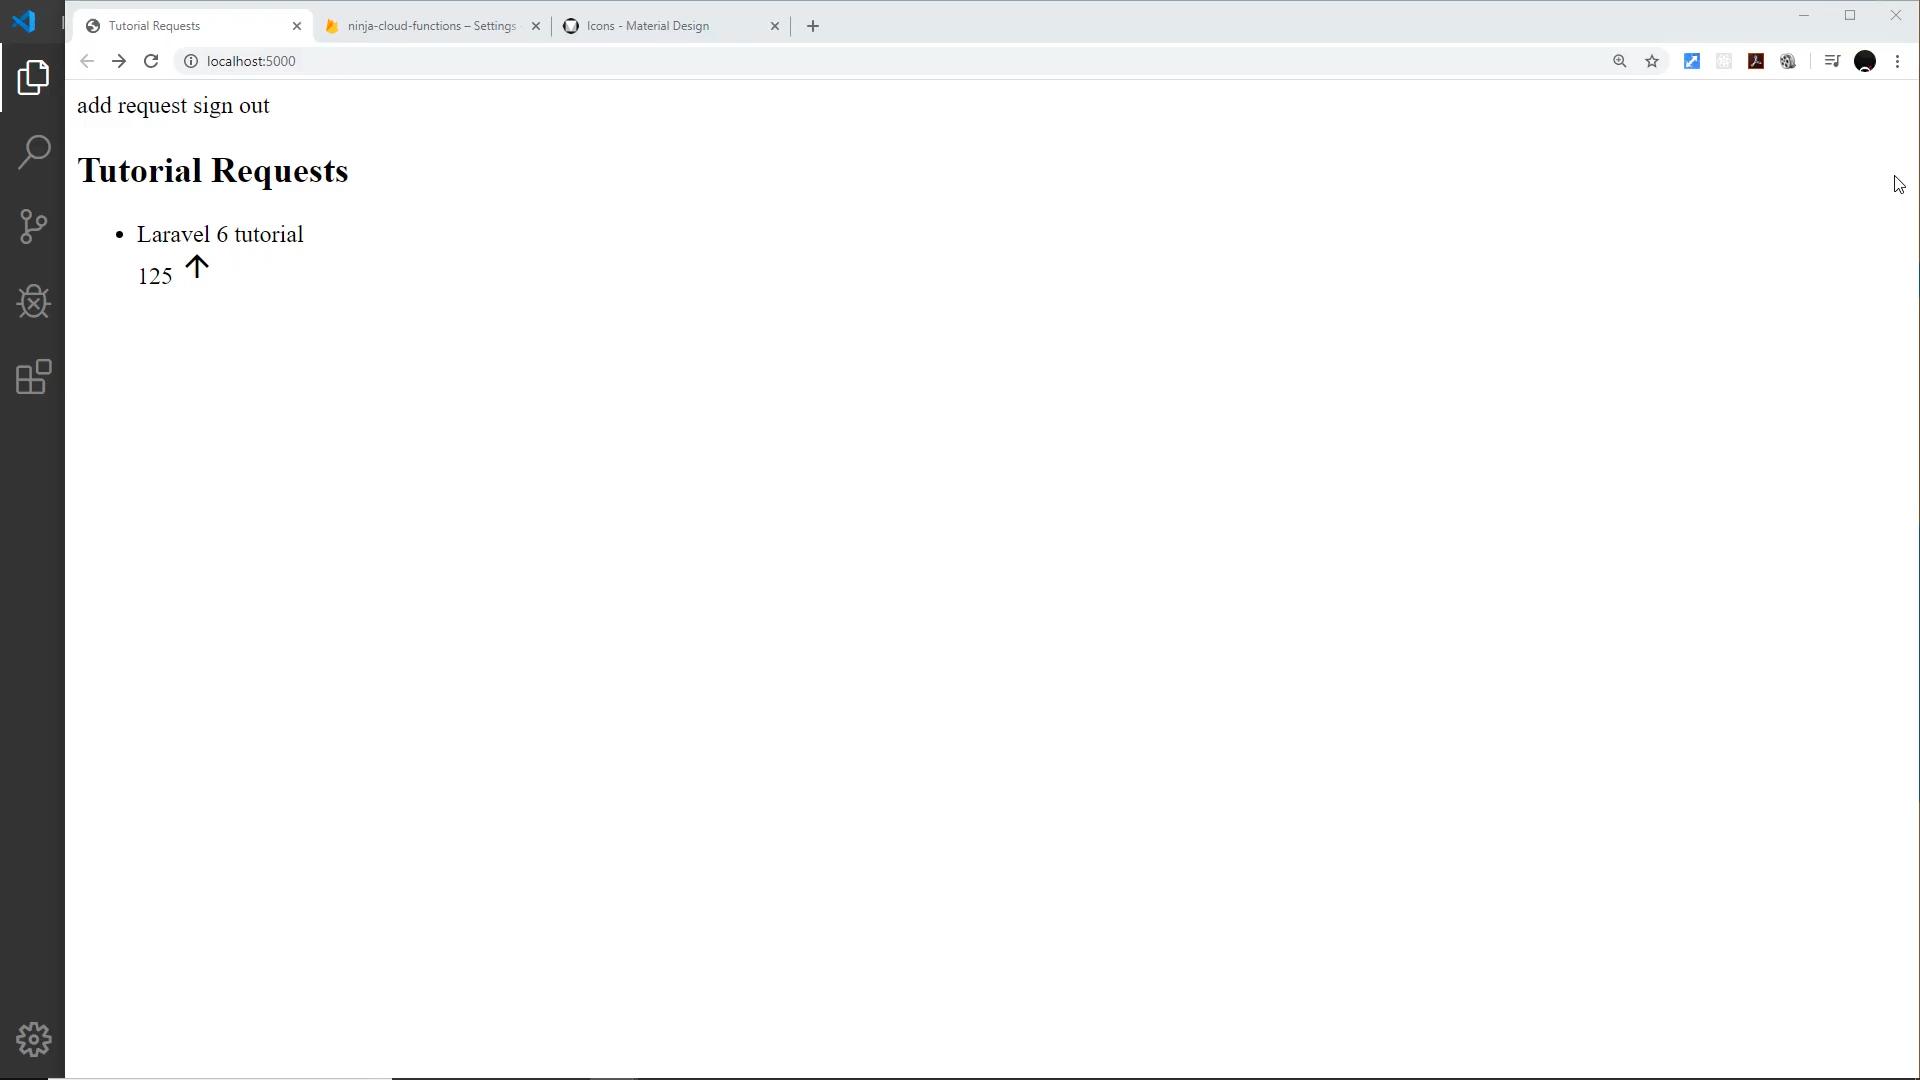 Tutorial Requests
ninja-cloud-functions – Settings
Icons - Material Design
localhost:5000
add request sign out
Tutorial Requests
Laravel 6 tutorial
125